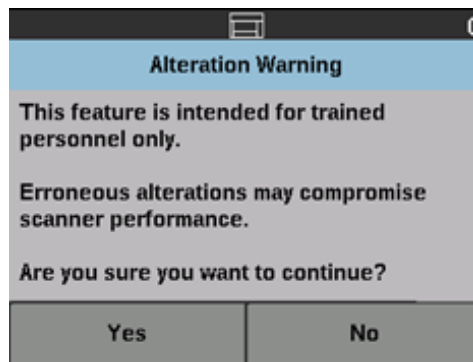 Alteration Warning
This feature is intended for trained
personnel only.
Erroneous alterations may compromise
scanner performance.
Are you sure you want to continue?
Yes
No